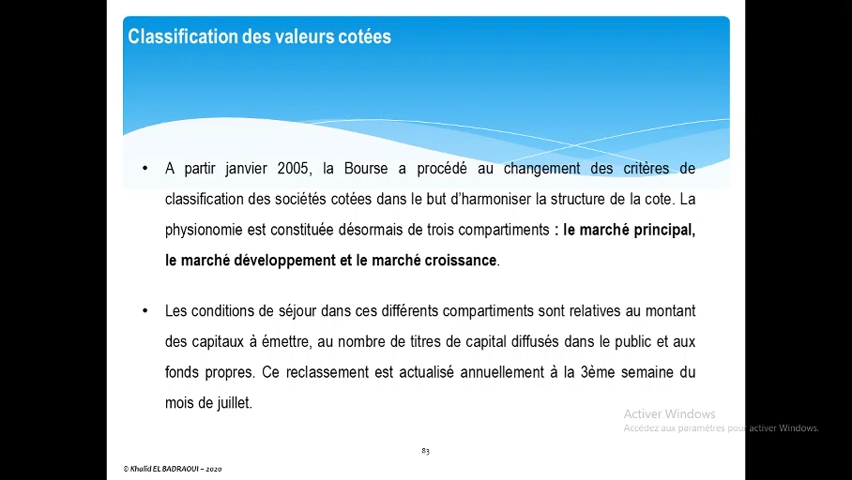 Classification des valeurs cotées
• A partir janvier 2005, la Bourse a procédé au changement des critères de
classification des sociétés cotées dans le but d'harmoniser la structure de la cote. La
physionomie est constituée désormais de trois compartiments : le marché principal,
le marché développement et le marché croissance.
• Les conditions de séjour dans ces différents compartiments sont relatives au montant
des capitaux à émettre, au nombre de titres de capital diffusés dans le public et aux
fonds propres. Ce reclassement est actualisé annuellement à la 3ème semaine du
mois de juillet.
Activer Windows
Accédez aux paramètres pour activer Windows.
83
© Khalid EL BADRAOUI – 2020